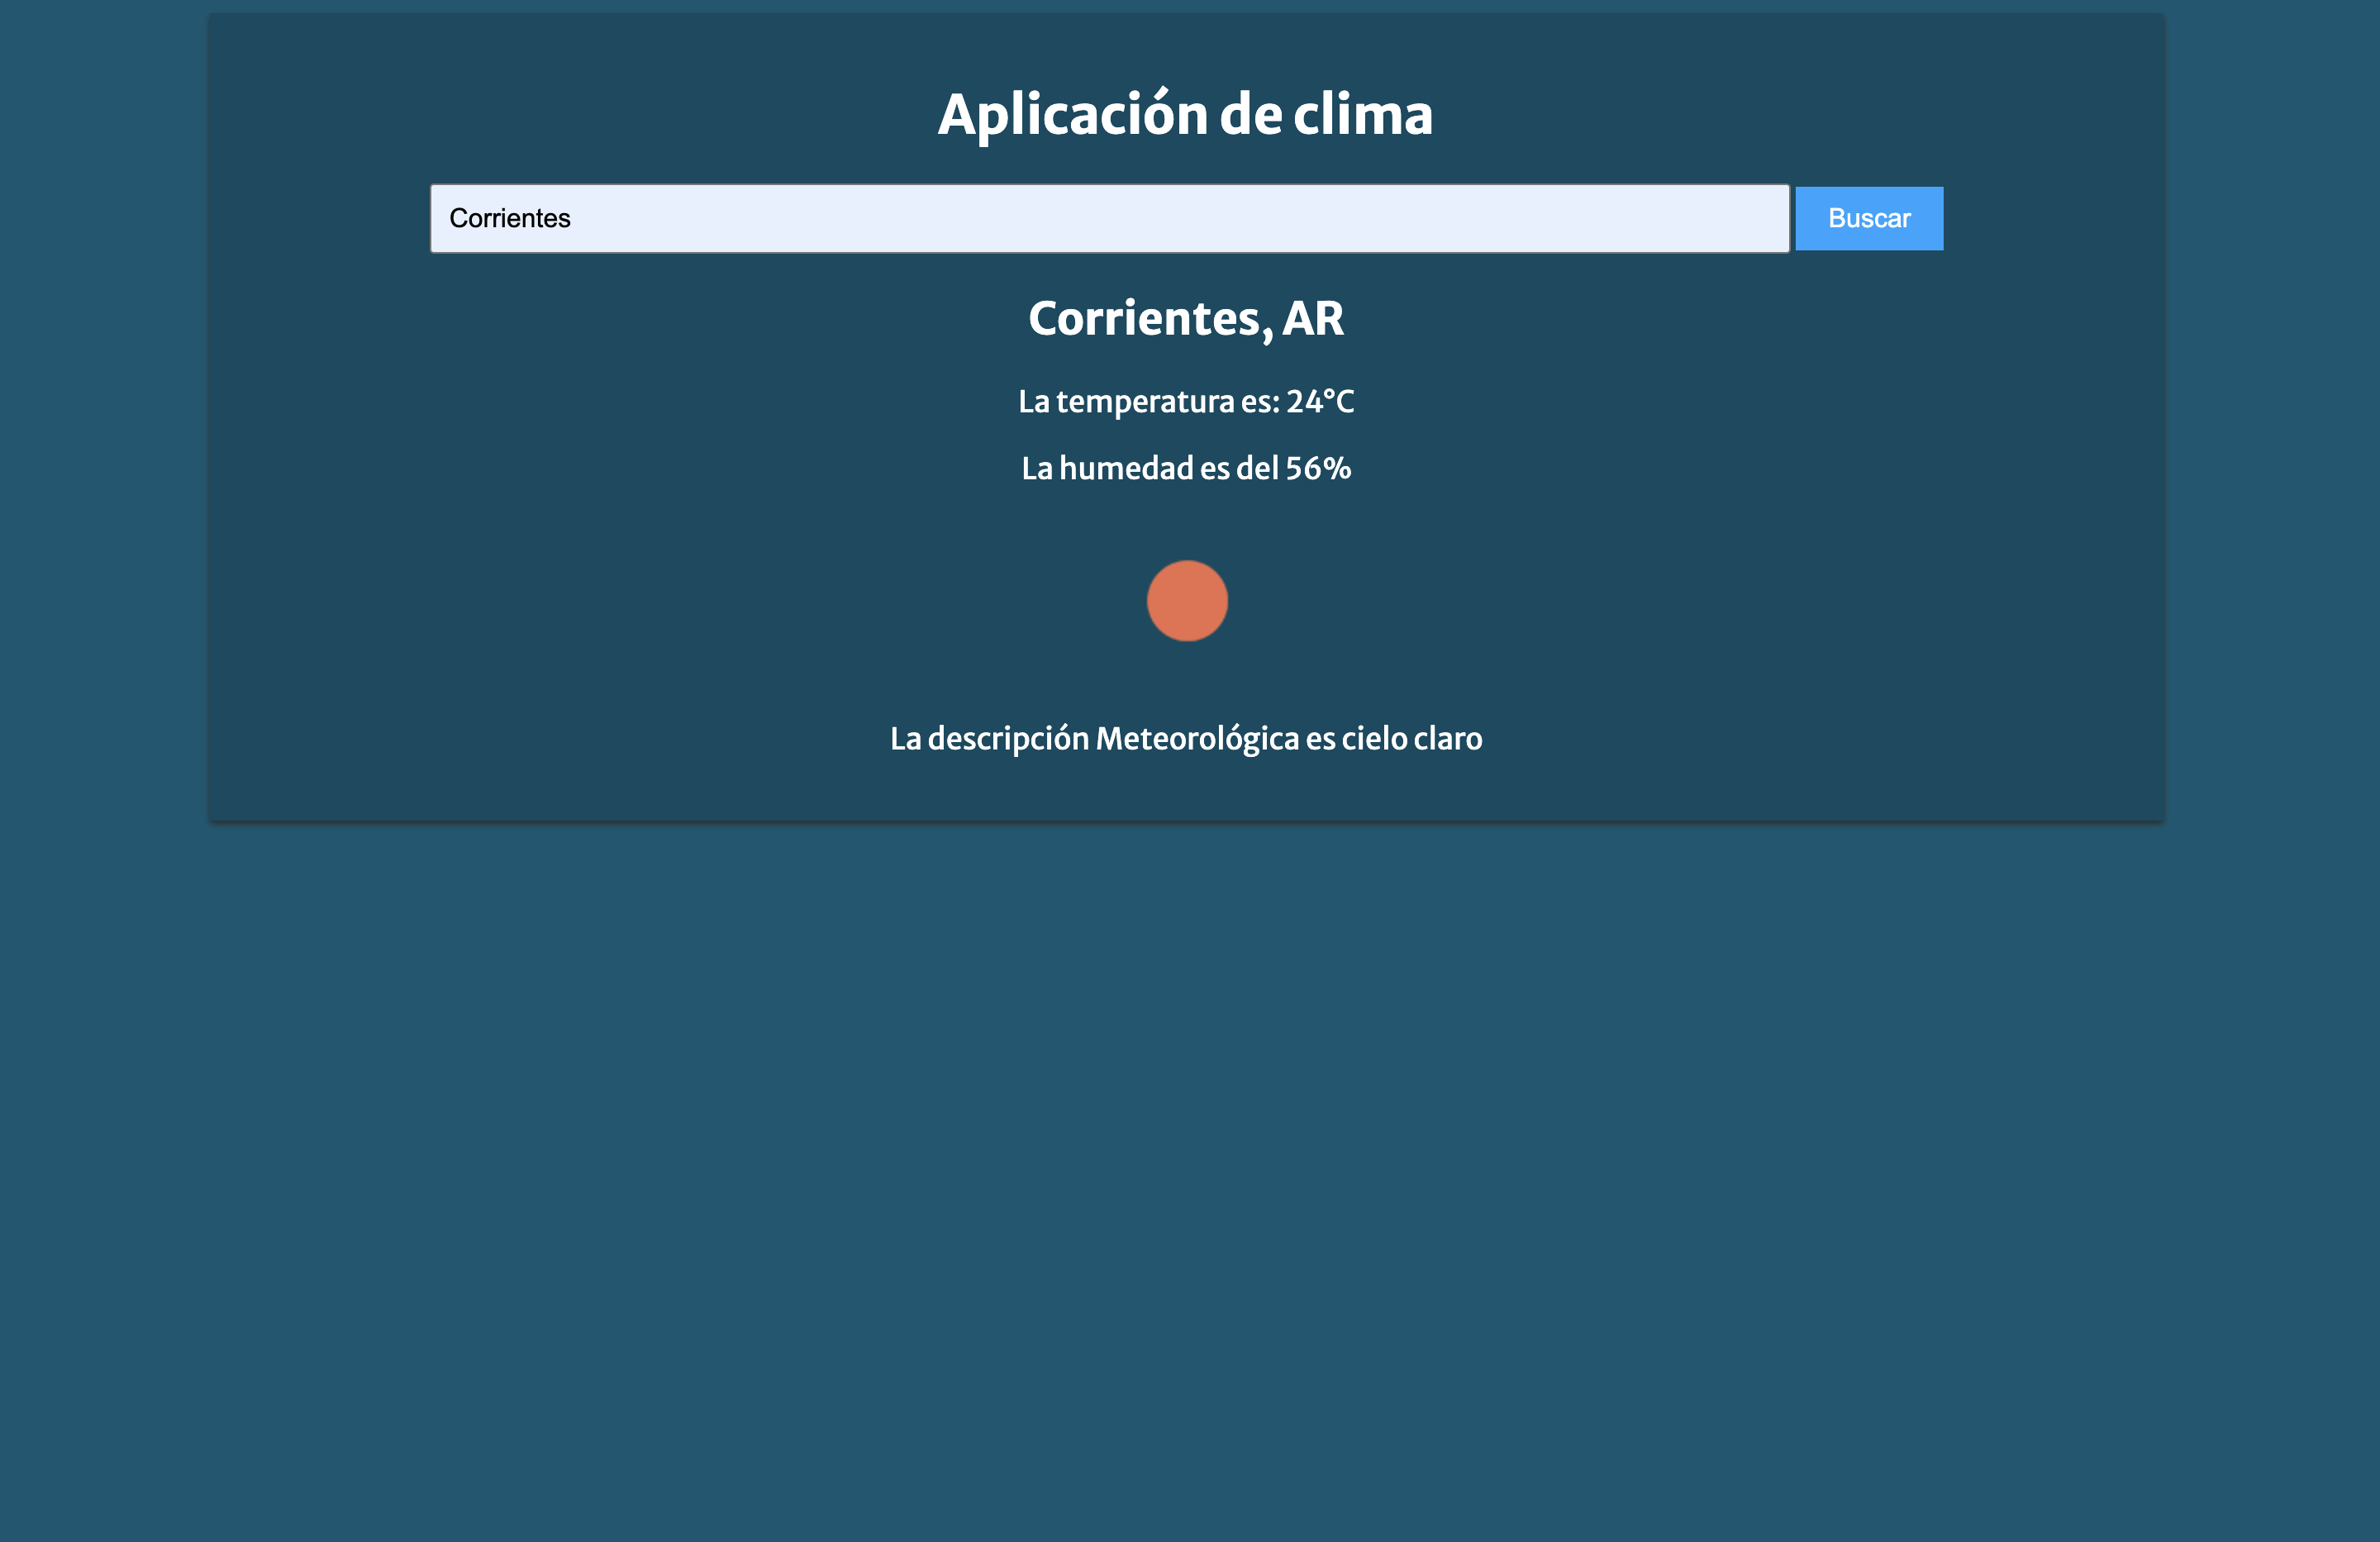 Aplicación de clima
Corrientes
Buscar
Corrientes, AR
La temperatura es: 24°C
La humedad es del 56%
La descripción Meteorológica es cielo claro